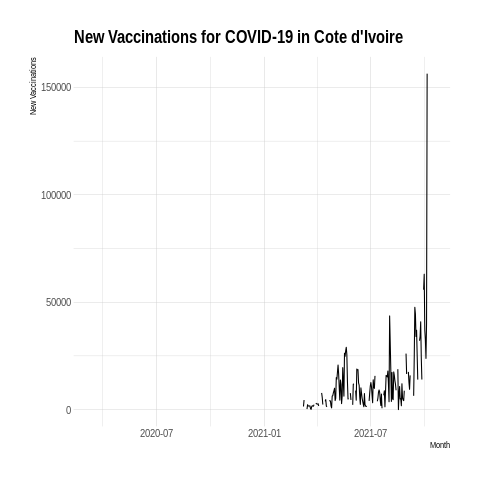 New Vaccinations for COVID-19 in Cote d'Ivoire
New Vaccinations
150000
100000
50000
0
2020-07 2021-01 2021-07
Month